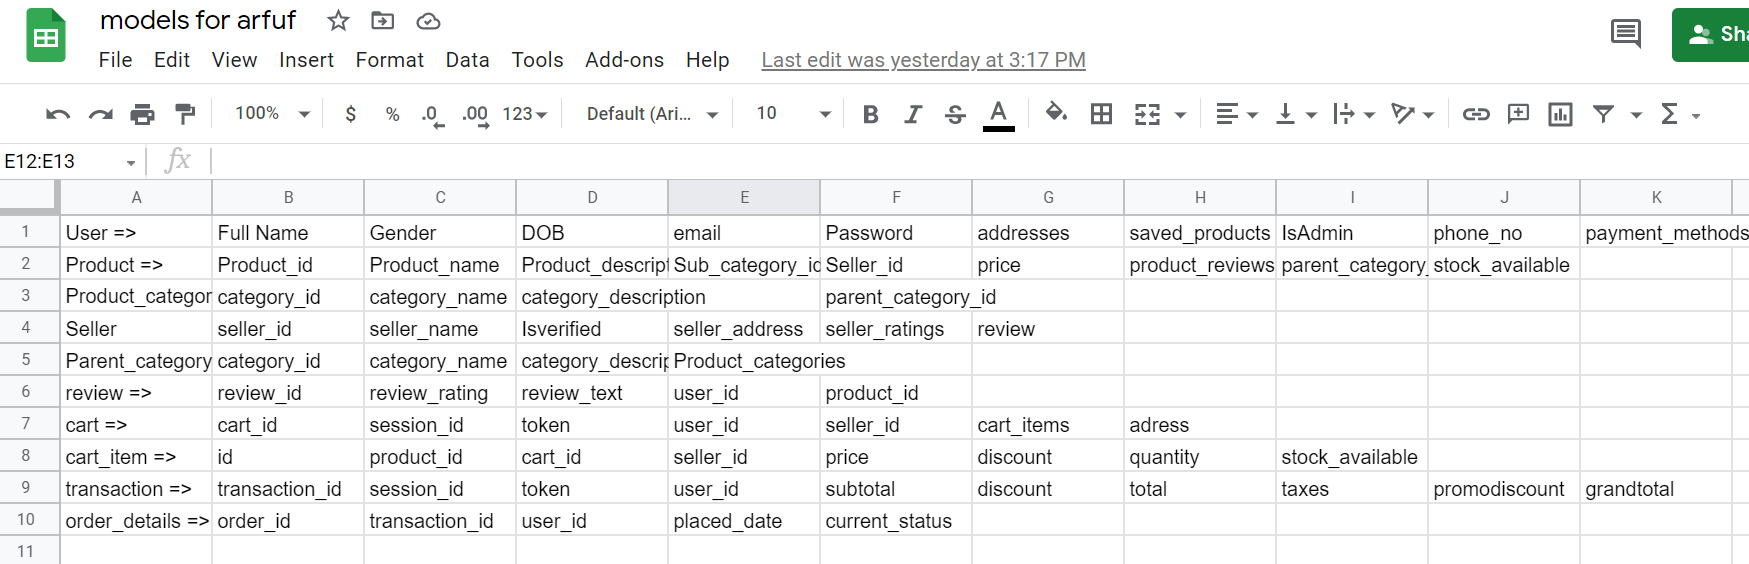 models for arfuf
File Edit View Insert Format Data Tools Add-ons Help Last edit was yesterday at 3:17 PM
Sha
100% $ % .0 .00 123 Default (Ari... 10 B I S A
E12:E13 fx
A B C D E F G H I J K
1 User => Full Name Gender DOB email Password addresses saved_products IsAdmin phone_no payment_methods
2 Product => Product_id Product_name Product_descript Sub_category_id Seller_id price product_reviews parent_category_ stock_available
3 Product_categor category_id category_name category_description parent_category_id
4 Seller seller_id seller_name Isverified seller_address seller_ratings review
5 Parent_category category_id category_name category_descrip Product_categories
6 review => review_id review_rating review_text user_id product_id
7 cart => cart_id session_id token user_id seller_id cart_items adress
8 cart_item => id product_id cart_id seller_id price discount quantity stock_available
9 transaction => transaction_id session_id token user_id subtotal discount total taxes promodiscount grandtotal
10 order_details => order_id transaction_id user_id placed_date current_status
11